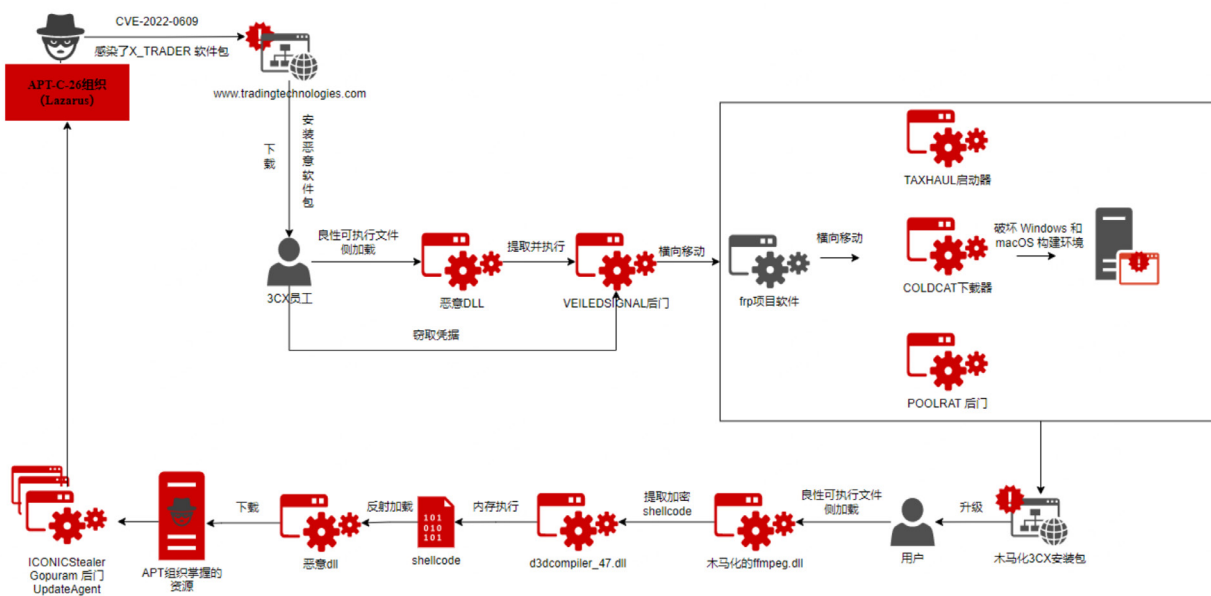 CVE-2022-0609
感染了X_TRADER 软件包
APT-C-26组织
（Lazarus）
www.tradingtechnologies.com
下载
安装恶意软件包
3CX员工
良性可执行文件
侧加载
恶意DLL
提取并执行
VEILEDSIGNAL后门
窃取凭据
横向移动
frp项目软件
横向移动
TAXHAUL启动器
COLDCAT下载器
POOLRAT 后门
破坏 Windows 和
macOS 构建环境
木马化3CX安装包
升级
用户
良性可执行文件
侧加载
木马化的ffmpeg.dll
提取加密
shellcode
d3dcompiler_47.dll
内存执行
101
010
101
shellcode
反射加载
恶意dll
下载
APT组织掌握的
资源
ICONICStealer
Gopuram 后门
UpdateAgent